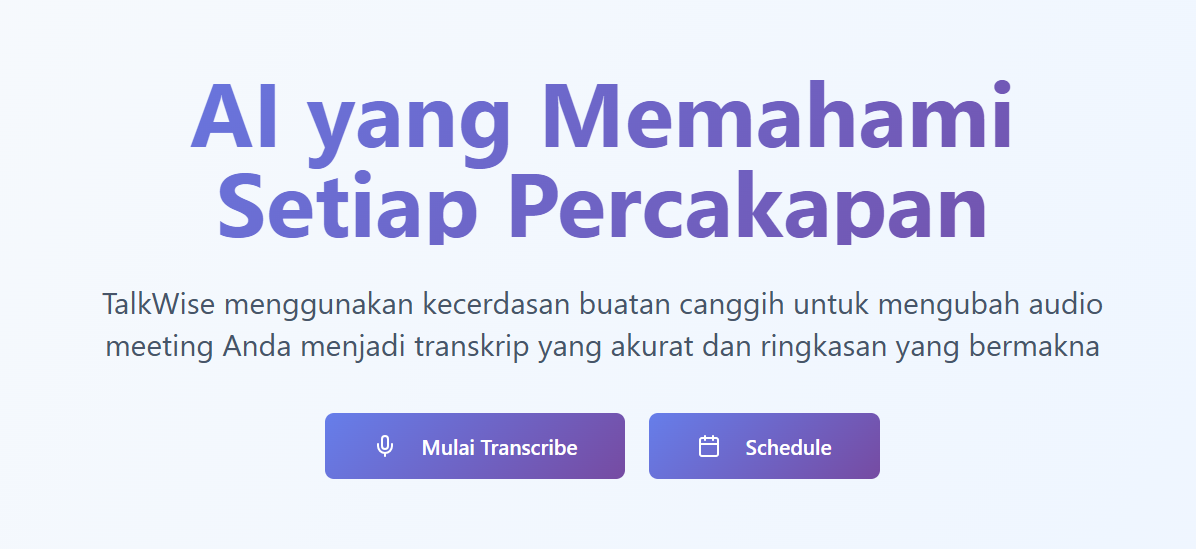 AI yang Memahami
Setiap Percakapan
TalkWise menggunakan kecerdasan buatan canggih untuk mengubah audio
meeting Anda menjadi transkrip yang akurat dan ringkasan yang bermakna
Mulai Transcribe
Schedule